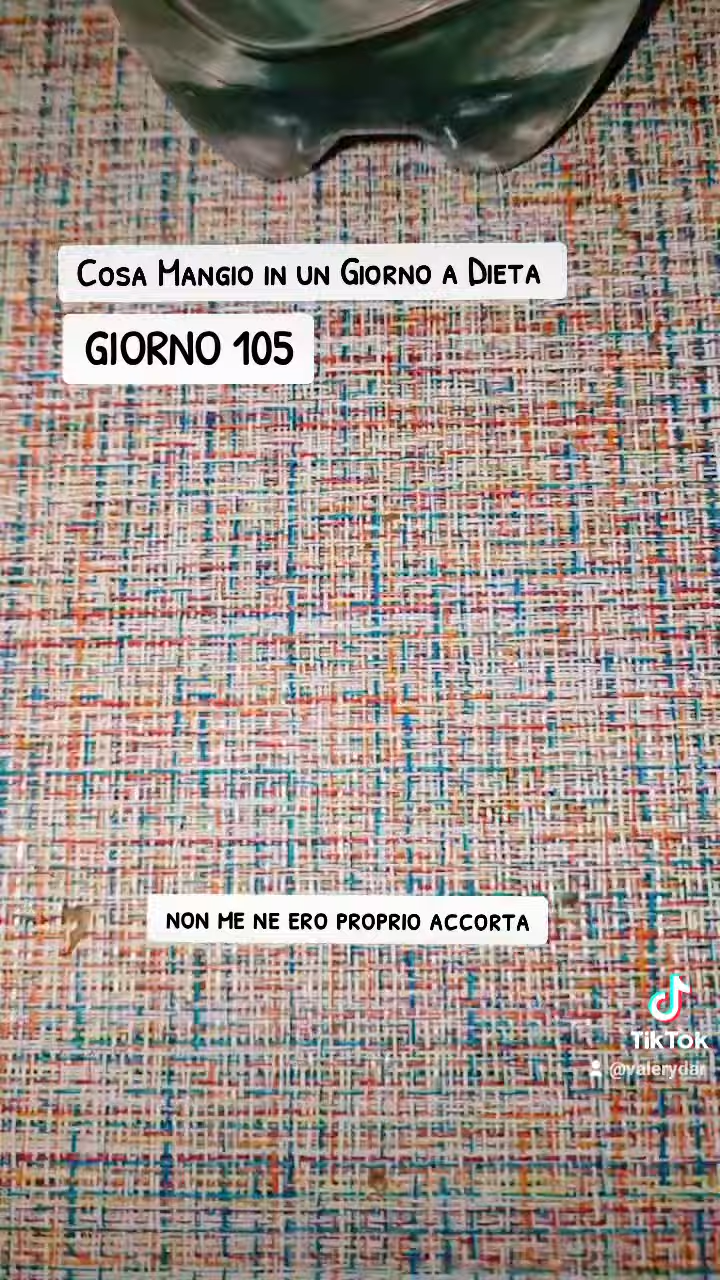 Cosa Mangio in un Giorno a Dieta
GIORNO 105
NON ME NE ERO PROPRIO ACCORTA
TikTok
@valerydar